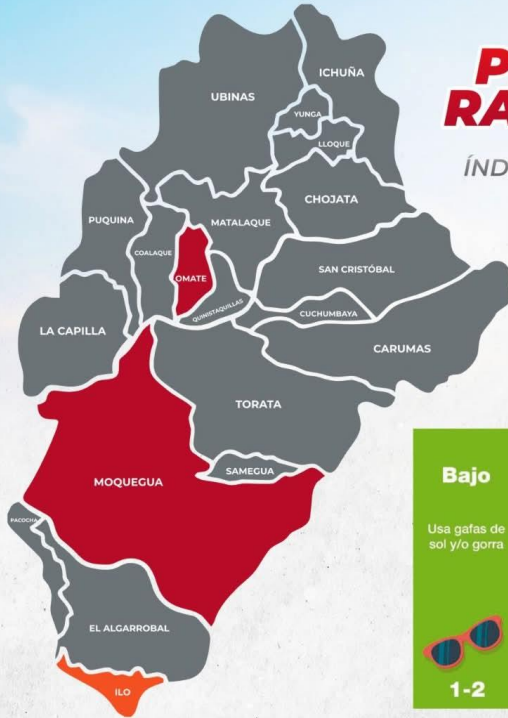 P
RA
ÍND
ICHUÑA
UBINAS
YUNGA
LLOQUE
CHOJATA
PUQUINA
MATALAQUE
COALAQUE
OMATE
SAN CRISTÓBAL
QUINISTAQUILLAS
CUCHUMBAYA
LA CAPILLA
CARUMAS
TORATA
SAMEGUA
MOQUEGUA
PACOCHA
EL ALGARROBAL
ILO
Bajo
Usa gafas de
sol y/o gorra
1-2